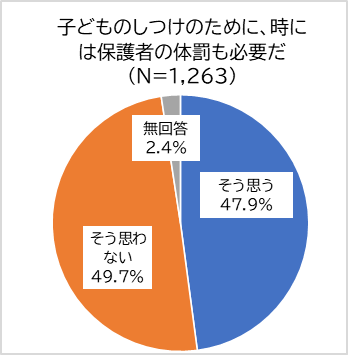 子どものしつけのために、時に
は保護者の体罰も必要だ
（N=1,263）
無回答
2.4%
そう思う
47.9%
そう思わ
ない
49.7%